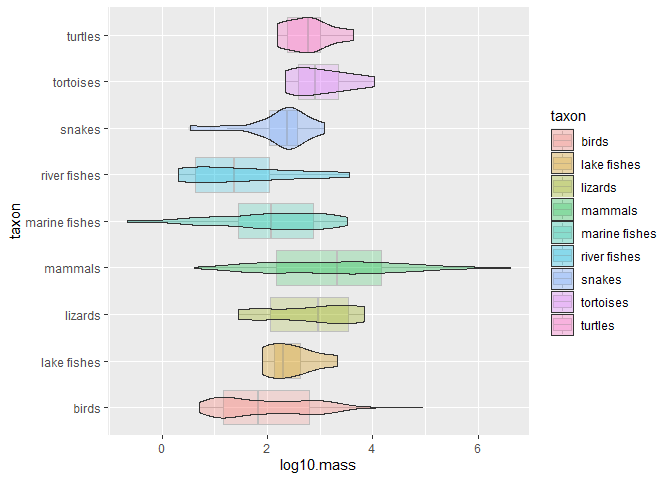 turtles
tortoises
snakes
river fishes
marine fishes
mammals
lizards
lake fishes
birds
taxon
0 2 4 6
log10.mass
taxon
birds
lake fishes
lizards
mammals
marine fishes
river fishes
snakes
tortoises
turtles